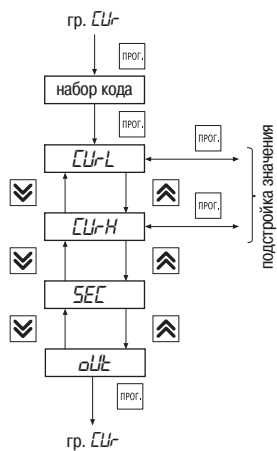 гр. CUr
ПРОГ.
набор кода
ПРОГ.
CUrL
ПРОГ.
CUrH
ПРОГ.
подстройка значения
SEC
oUt
ПРОГ.
гр. CUr